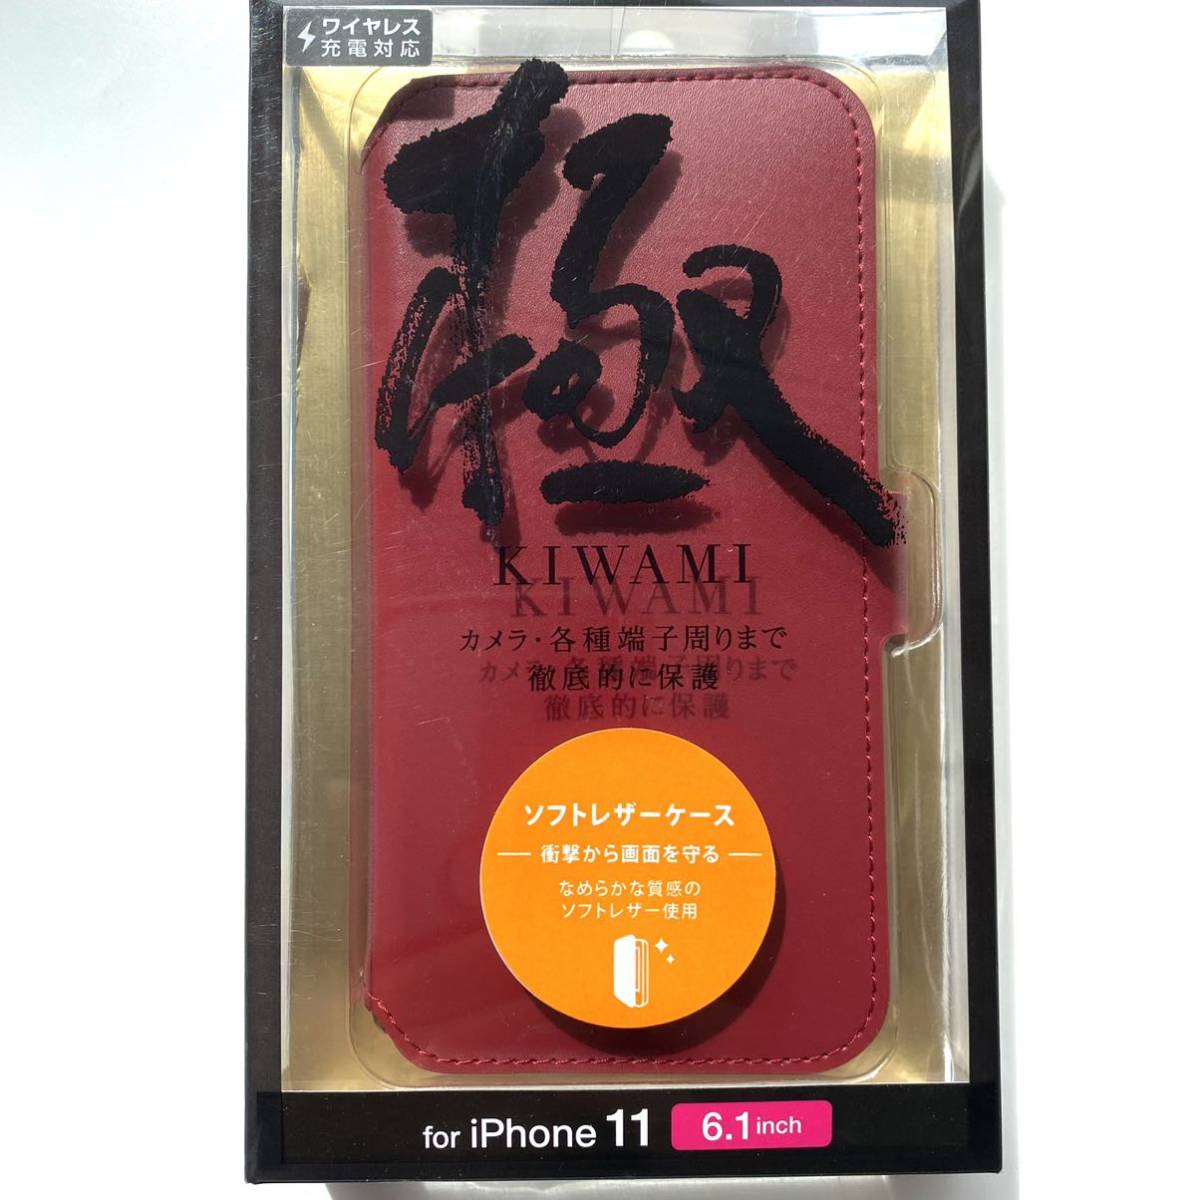 ワイヤレス
充電対応
極
KIWAMI
カメラ・各種端子周りまで
徹底的に保護
ソフトレザーケース
衝撃から画面を守る
なめらかな質感の
ソフトレザー使用
for iPhone 11 6.1inch